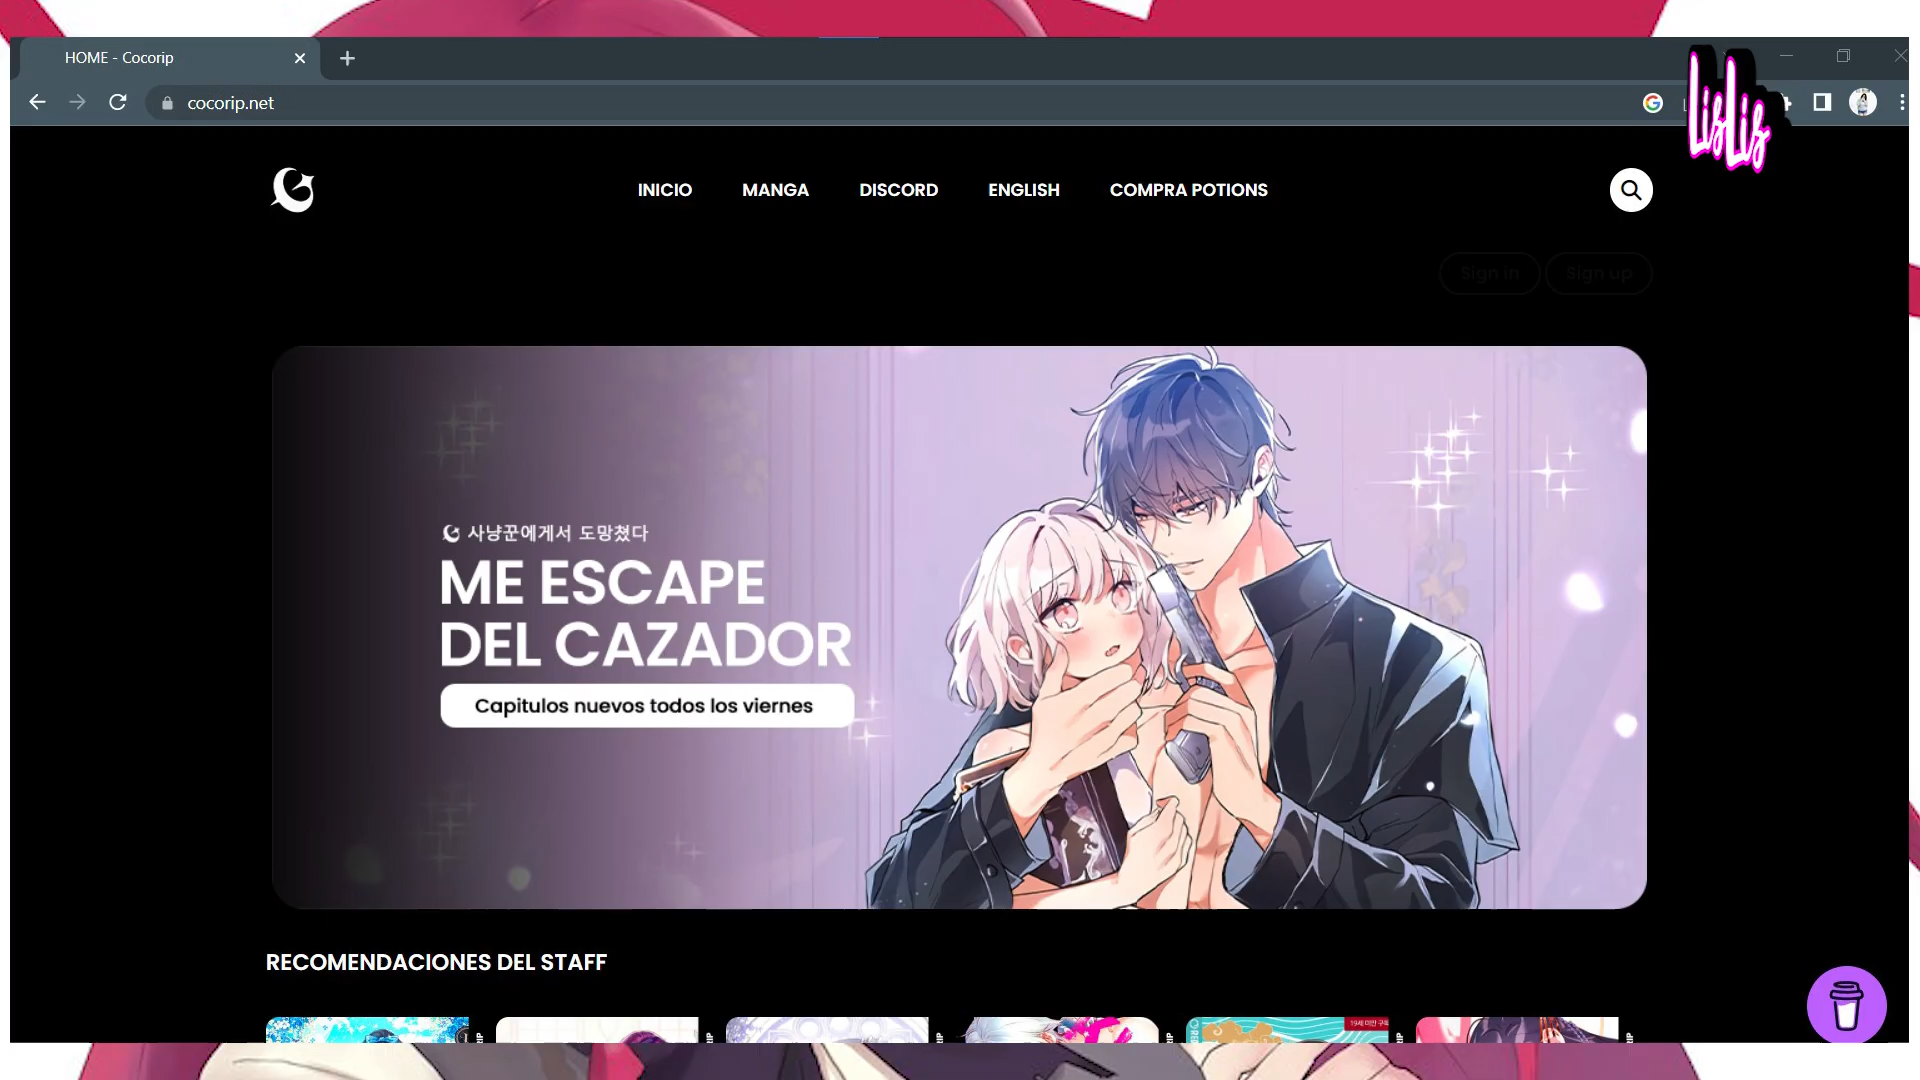 HOME - Cocorip
cocorip.net
LisLis
INICIO MANGA DISCORD ENGLISH COMPRA POTIONS
Sign in Sign up
사냥꾼에게서 도망쳤다
ME ESCAPE
DEL CAZADOR
Capitulos nuevos todos los viernes
RECOMENDACIONES DEL STAFF